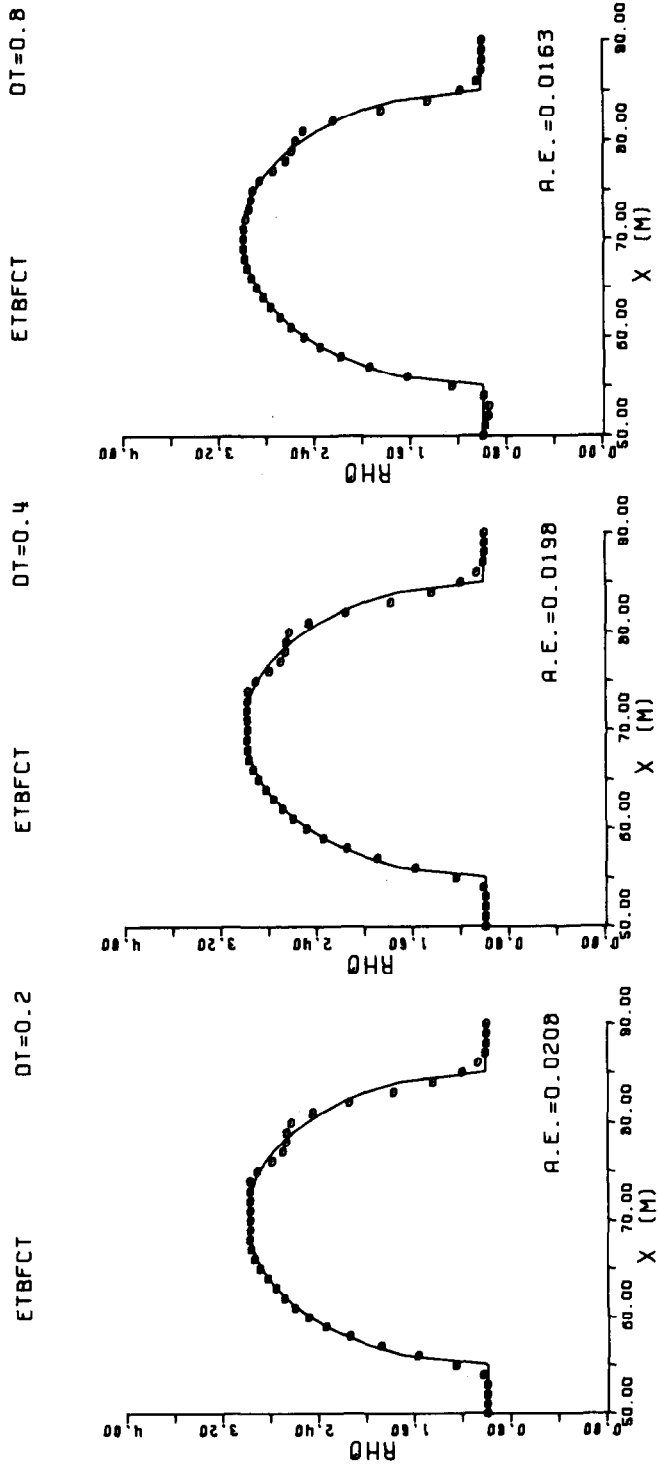 ETBFCT DT=0.8
4.00
3.20
2.40
1.60
0.80
0.00
RHO
A.E.=0.0163
50.00 60.00 70.00 80.00 90.00
X (M)
ETBFCT DT=0.4
4.00
3.20
2.40
1.60
0.80
0.00
RHO
A.E.=0.0198
50.00 60.00 70.00 80.00 90.00
X (M)
ETBFCT DT=0.2
4.00
3.20
2.40
1.60
0.80
0.00
RHO
A.E.=0.0208
50.00 60.00 70.00 80.00 90.00
X (M)